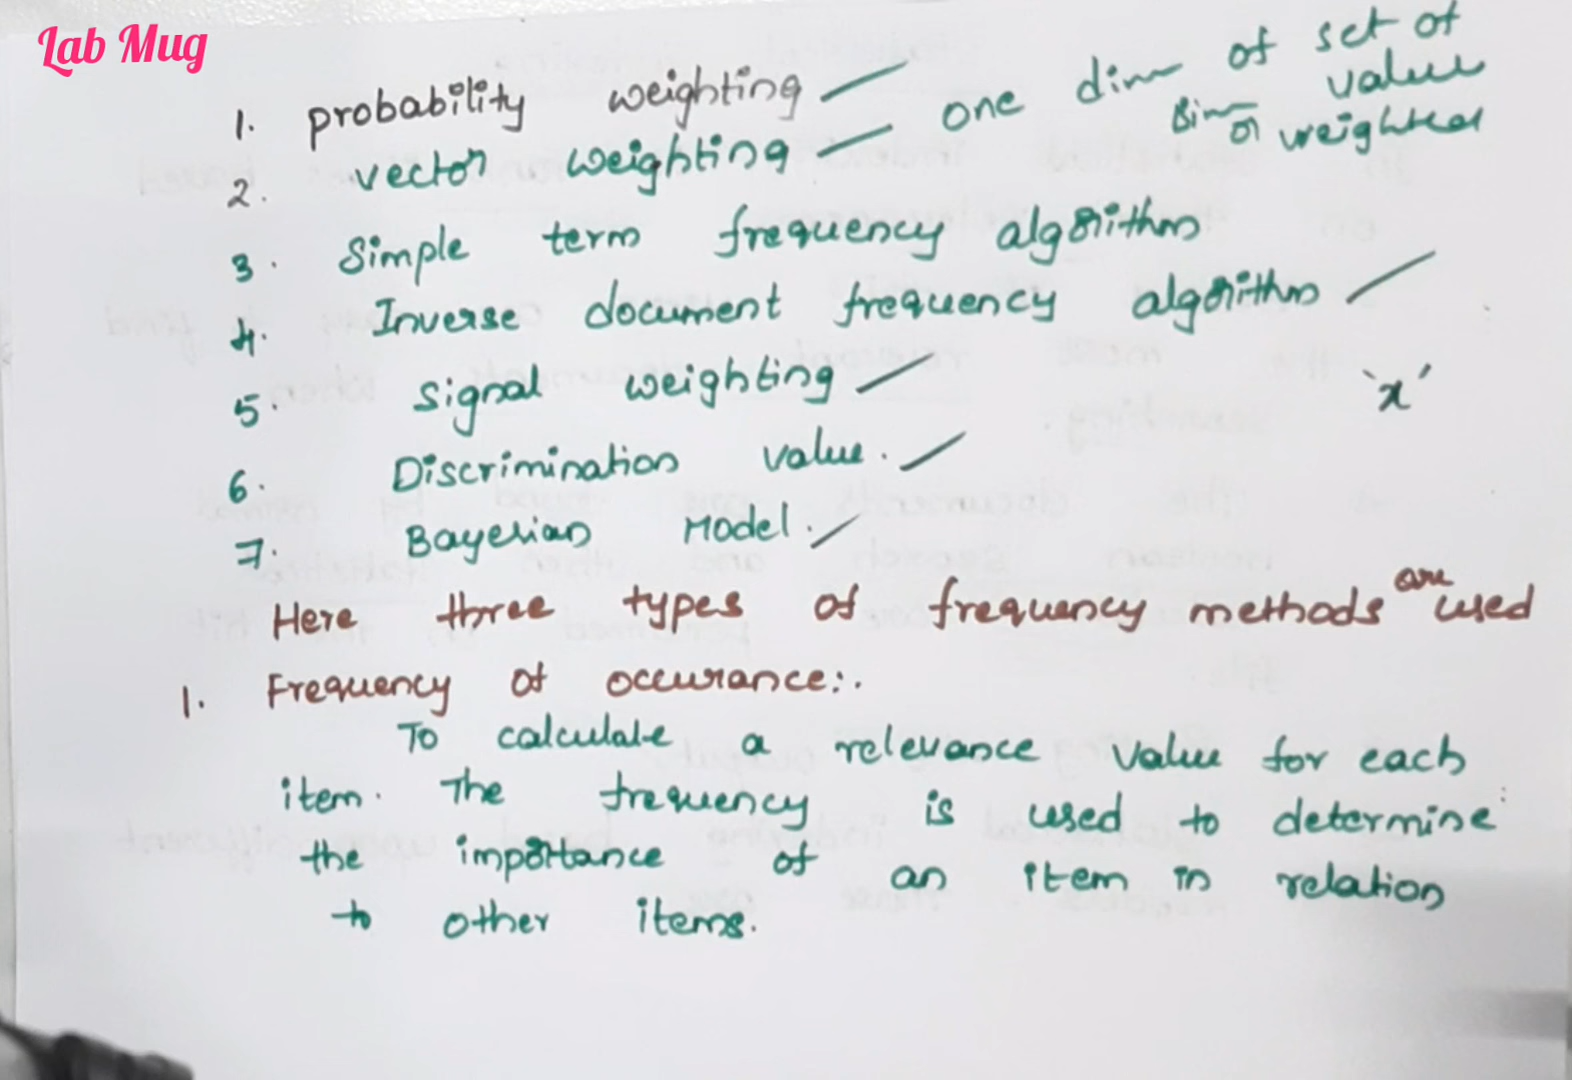 Lab Mug
1. probability weighting
2. vector weighting — one dim of set of value
Bin or weighted
3. Simple term frequency algorithm
4. Inverse document frequency algorithm
5. Signal weighting
'x'
6. Discrimination value.
7. Bayesian Model.
Here three types of frequency methods are used
1. Frequency of occurance:.
To calculate a relevance value for each
item. The frequency is used to determine
the importance of an item in relation
to other items.